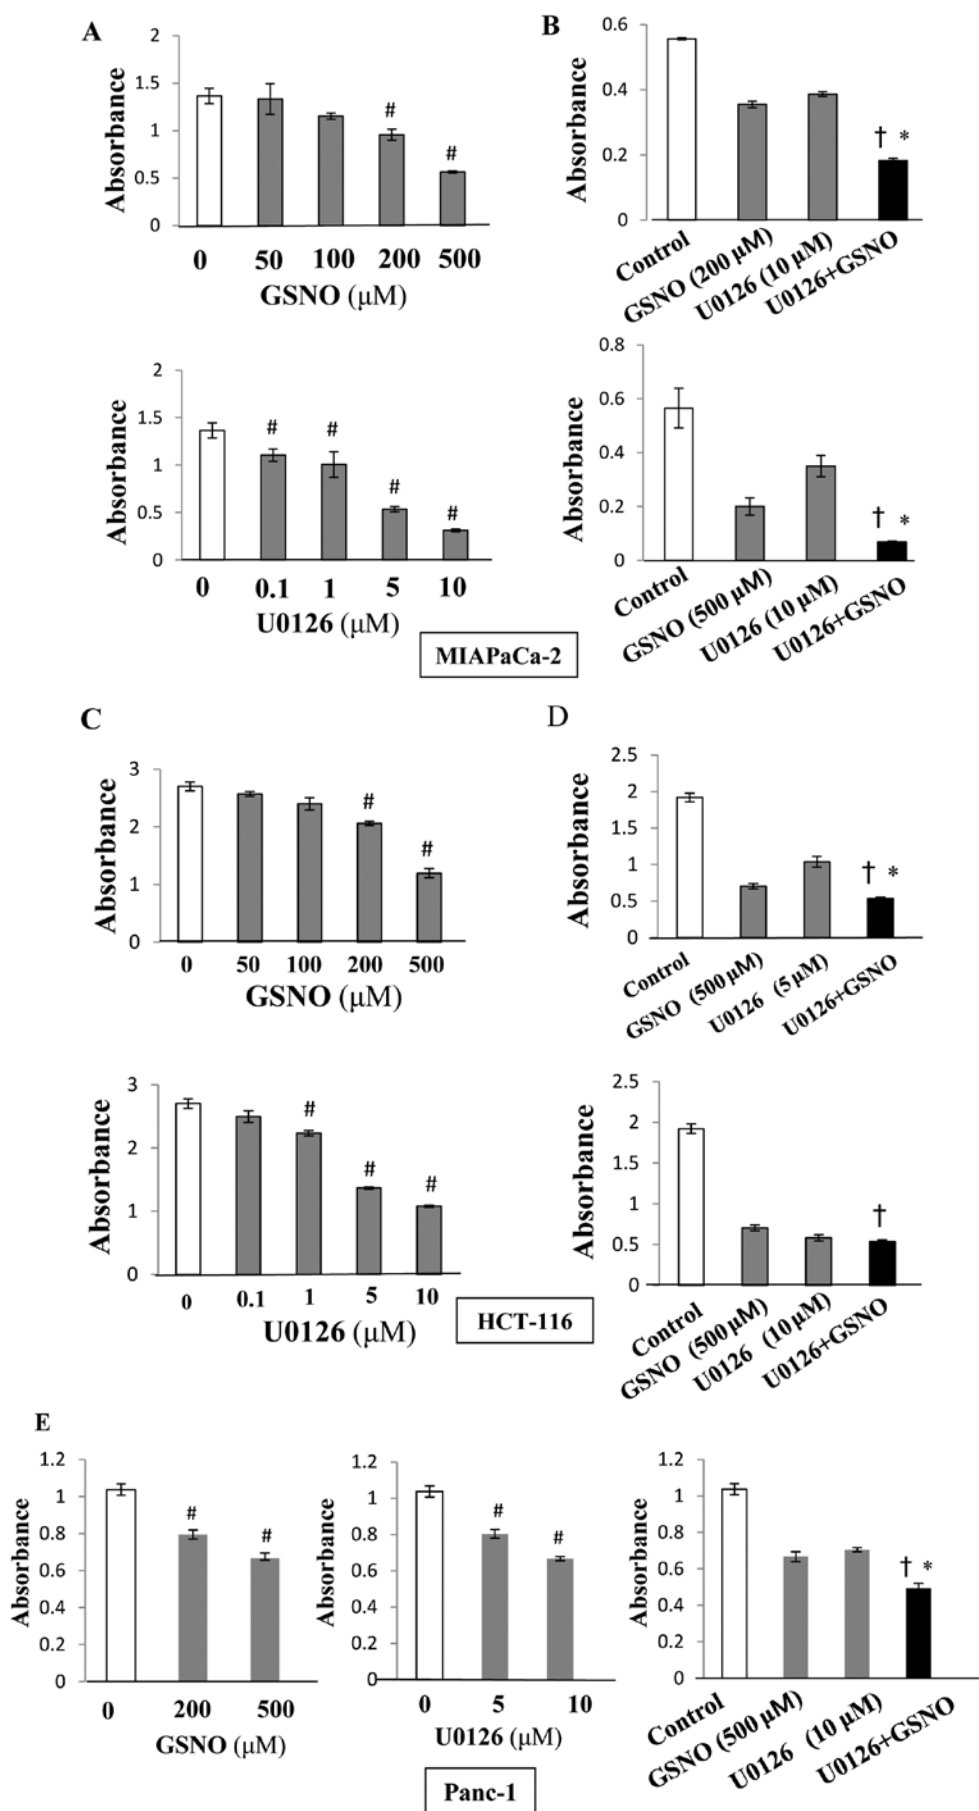 A
B
2
1.5
1
0.5
0
Absorbance
#
#
0 50 100 200 500
GSNO (μM)
0.6
0.4
0.2
0
Absorbance
† *
Control
GSNO (200 μM)
U0126 (10 μM)
U0126+GSNO
2
1.5
1
0.5
0
Absorbance
#
#
#
#
0 0.1 1 5 10
U0126 (μM)
0.8
0.6
0.4
0.2
0
Absorbance
† *
Control
GSNO (500 μM)
U0126 (10 μM)
U0126+GSNO
MIAPaCa-2
C
D
3
2
1
0
Absorbance
#
#
0 50 100 200 500
GSNO (μM)
2.5
2
1.5
1
0.5
0
Absorbance
† *
Control
GSNO (500 μM)
U0126 (5 μM)
U0126+GSNO
3
2
1
0
Absorbance
#
#
#
0 0.1 1 5 10
U0126 (μM)
2.5
2
1.5
1
0.5
0
Absorbance
†
Control
GSNO (500 μM)
U0126 (10 μM)
U0126+GSNO
HCT-116
E
1.2
1
0.8
0.6
0.4
0.2
0
Absorbance
#
#
0 200 500
GSNO (μM)
1.2
1
0.8
0.6
0.4
0.2
0
Absorbance
#
#
0 5 10
U0126 (μM)
1.2
1
0.8
0.6
0.4
0.2
0
Absorbance
† *
Control
GSNO (500 μM)
U0126 (10 μM)
U0126+GSNO
Panc-1